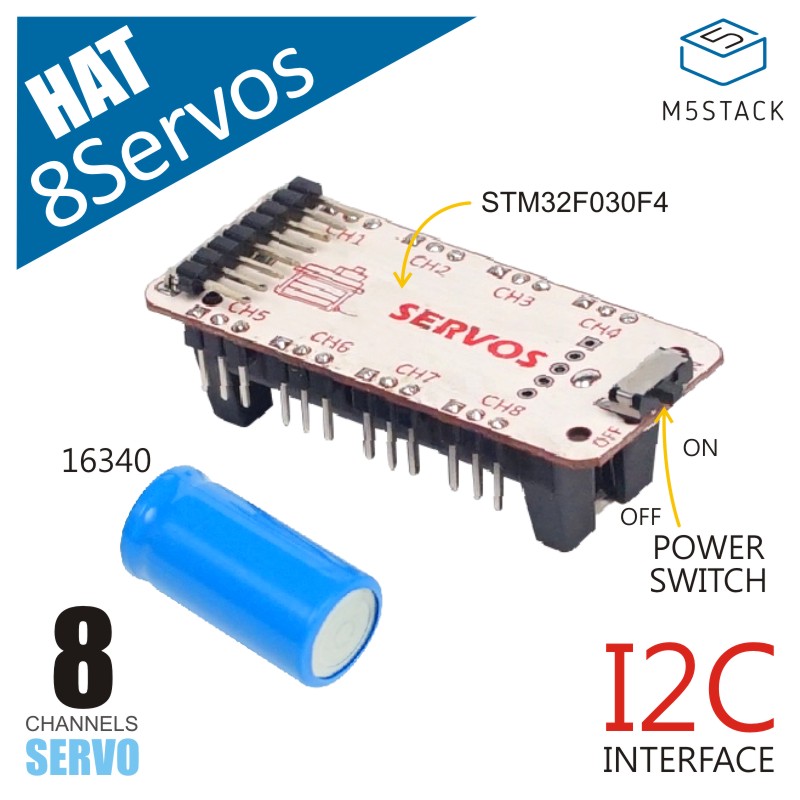 HAT
8Servos
5
M5STACK
STM32F030F4
CH1
CH2
CH3
CH4
SERVOS
CH5
CH6
CH7
CH8
OFF
ON
OFF
POWER
SWITCH
16340
8
CHANNELS
SERVO
I2C
INTERFACE